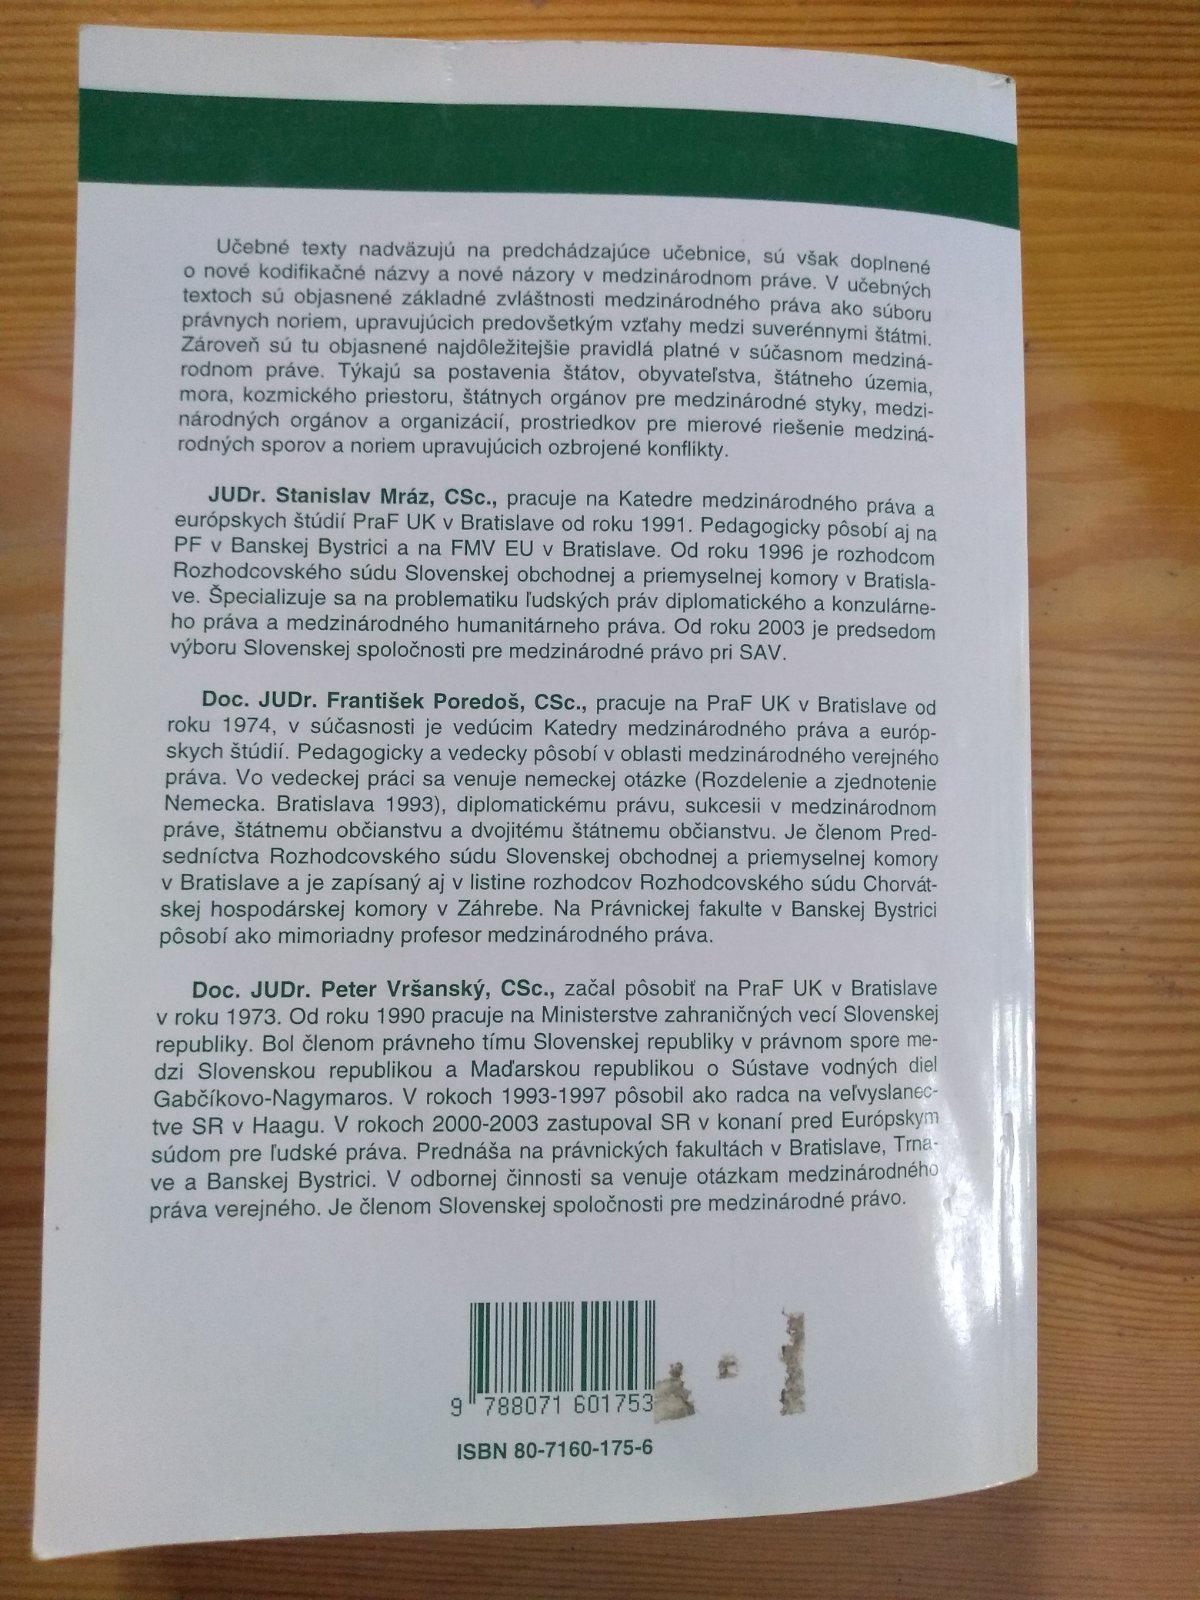 Učebné texty nadväzujú na predchádzajúce učebnice, sú však doplnené
o nové kodifikačné názvy a nové názory v medzinárodnom práve. V učebných
textoch sú objasnené základné zvláštnosti medzinárodného práva ako súboru
právnych noriem, upravujúcich predovšetkým vzťahy medzi suverénnymi štátmi.
Zároveň sú tu objasnené najdôležitejšie pravidlá platné v súčasnom medziná-
rodnom práve. Týkajú sa postavenia štátov, obyvateľstva, štátneho územia,
mora, kozmického priestoru, štátnych orgánov pre medzinárodné styky, medzi-
národných orgánov a organizácií, prostriedkov pre mierové riešenie medziná-
rodných sporov a noriem upravujúcich ozbrojené konflikty.
JUDr. Stanislav Mráz, CSc., pracuje na Katedre medzinárodného práva a
európskych štúdií PraF UK v Bratislave od roku 1991. Pedagogicky pôsobí aj na
PF v Banskej Bystrici a na FMV EU v Bratislave. Od roku 1996 je rozhodcom
Rozhodcovského súdu Slovenskej obchodnej a priemyselnej komory v Bratisla-
ve. Špecializuje sa na problematiku ľudských práv diplomatického a konzulárne-
ho práva a medzinárodného humanitárneho práva. Od roku 2003 je predsedom
výboru Slovenskej spoločnosti pre medzinárodné právo pri SAV.
Doc. JUDr. František Poredoš, CSc., pracuje na PraF UK v Bratislave od
roku 1974, v súčasnosti je vedúcim Katedry medzinárodného práva a európ-
skych štúdií. Pedagogicky a vedecky pôsobí v oblasti medzinárodného verejného
práva. Vo vedeckej práci sa venuje nemeckej otázke (Rozdelenie a zjednotenie
Nemecka. Bratislava 1993), diplomatickému právu, sukcesii v medzinárodnom
práve, štátnemu občianstvu a dvojitému štátnemu občianstvu. Je členom Pred-
sedníctva Rozhodcovského súdu Slovenskej obchodnej a priemyselnej komory
v Bratislave a je zapísaný aj v listine rozhodcov Rozhodcovského súdu Chorvát-
skej hospodárskej komory v Záhrebe. Na Právnickej fakulte v Banskej Bystrici
pôsobí ako mimoriadny profesor medzinárodného práva.
Doc. JUDr. Peter Vršanský, CSc., začal pôsobiť na PraF UK v Bratislave
v roku 1973. Od roku 1990 pracuje na Ministerstve zahraničných vecí Slovenskej
republiky. Bol členom právneho tímu Slovenskej republiky v právnom spore me-
dzi Slovenskou republikou a Maďarskou republikou o Sústave vodných diel
Gabčíkovo-Nagymaros. V rokoch 1993-1997 pôsobil ako radca na veľvyslanec-
tve SR v Haagu. V rokoch 2000-2003 zastupoval SR v konaní pred Európskym
súdom pre ľudské práva. Prednáša na právnických fakultách v Bratislave, Trna-
ve a Banskej Bystrici. V odbornej činnosti sa venuje otázkam medzinárodného
práva verejného. Je členom Slovenskej spoločnosti pre medzinárodné právo.
9 788071 601753
ISBN 80-7160-175-6